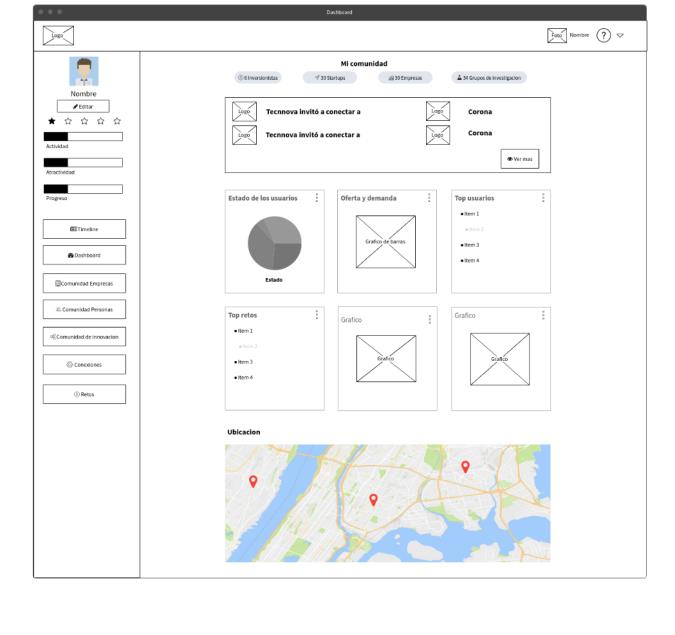 Dashboard
Logo
Foto Nombre ?
Nombre
Editar
Actividad
Atractividad
Progreso
Timeline
Dashboard
Comunidad Empresas
Comunidad Personas
Comunidad de innovacion
Conexiones
Retos
Mi comunidad
6 Inversionistas
30 Empresas
34 Grupos de investigacion
Logo Tecnnova invitó a conectar a Logo Corona
Logo Tecnnova invitó a conectar a Logo Corona
Ver mas
Estado de los usuarios
Estado
Oferta y demanda
Grafico de barras
Top usuarios
Item 1
Item 2
Item 3
Item 4
Top retos
Item 1
Item 2
Item 3
Item 4
Grafico
Grafico
Grafico
Grafico
Ubicacion